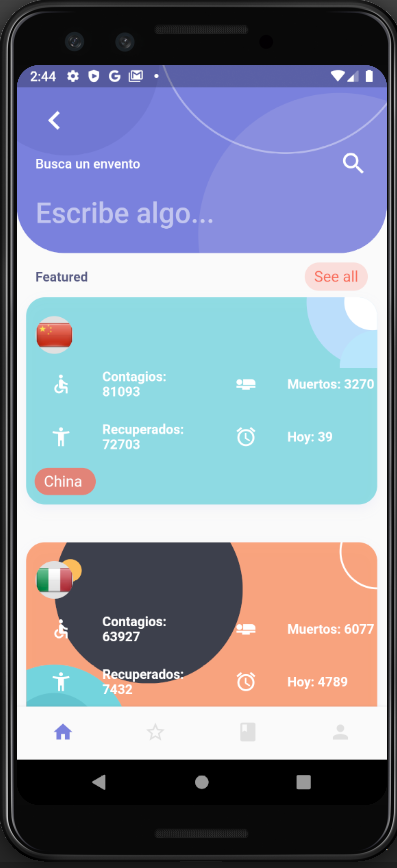 2:44
Busca un envento
Escribe algo...
Featured
See all
Contagios:
81093
Muertos: 3270
Recuperados:
72703
Hoy: 39
China
Contagios:
63927
Muertos: 6077
Recuperados:
7432
Hoy: 4789